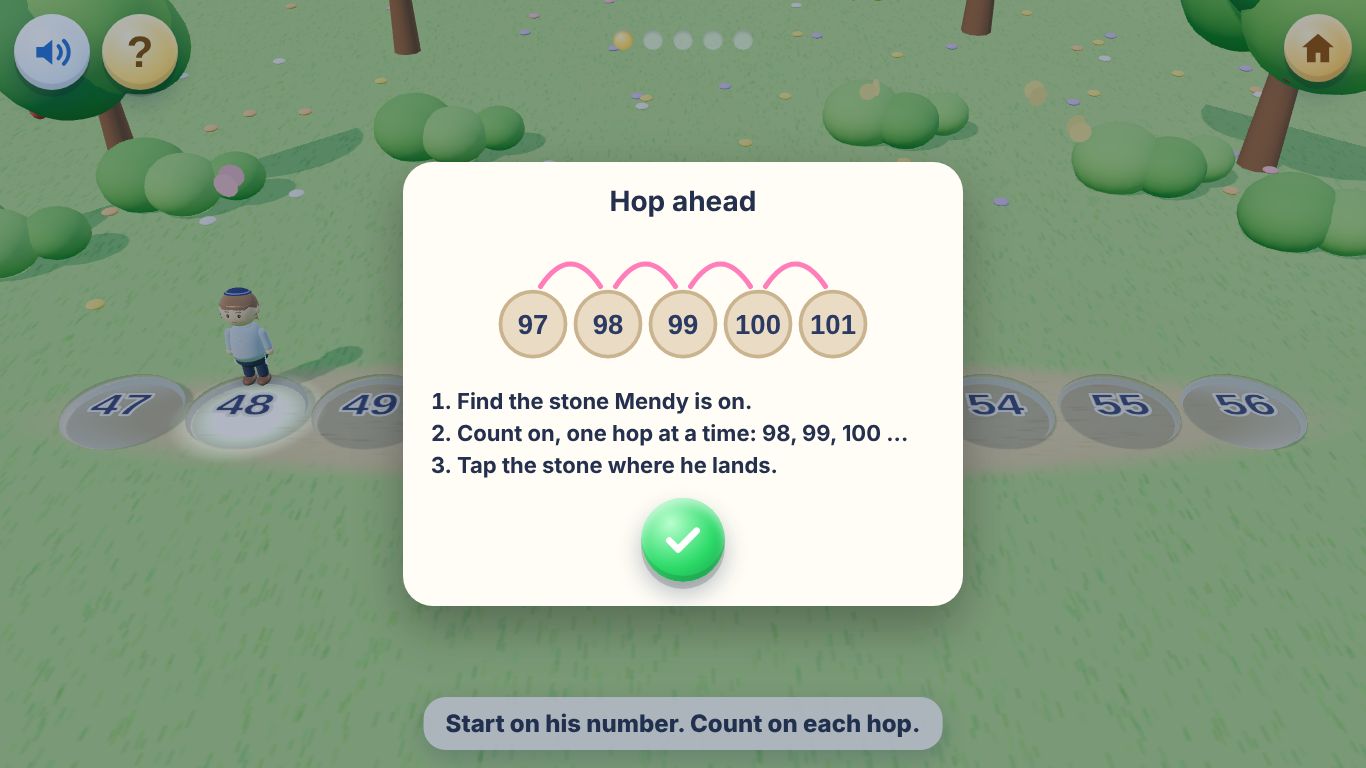 ?
Hop ahead
97 98 99 100 101
1. Find the stone Mendy is on.
2. Count on, one hop at a time: 98, 99, 100 ...
3. Tap the stone where he lands.
47 48 49 54 55 56
Start on his number. Count on each hop.